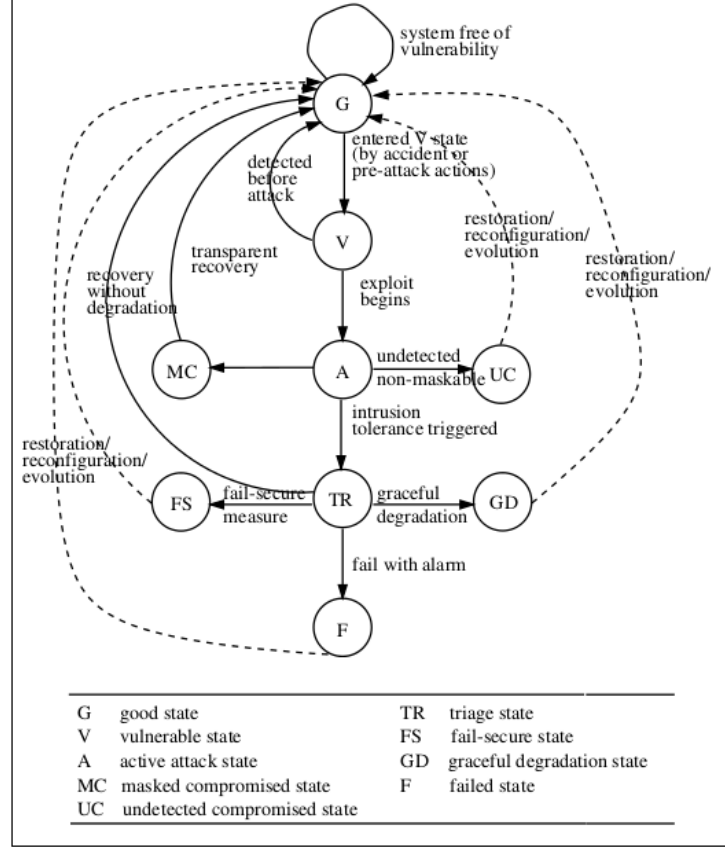 system free of
vulnerability
G
entered V state
(by accident or
pre-attack actions)
detected
before
attack
V
restoration/
reconfiguration/
evolution
transparent
recovery
restoration/
reconfiguration/
evolution
recovery
without
degradation
exploit
begins
MC
A
undetected
non-maskable
UC
intrusion
tolerance triggered
restoration/
reconfiguration/
evolution
FS
fail-secure
measure
TR
graceful
degradation
GD
fail with alarm
F
G good state
V vulnerable state
A active attack state
MC masked compromised state
UC undetected compromised state
TR triage state
FS fail-secure state
GD graceful degradation state
F failed state